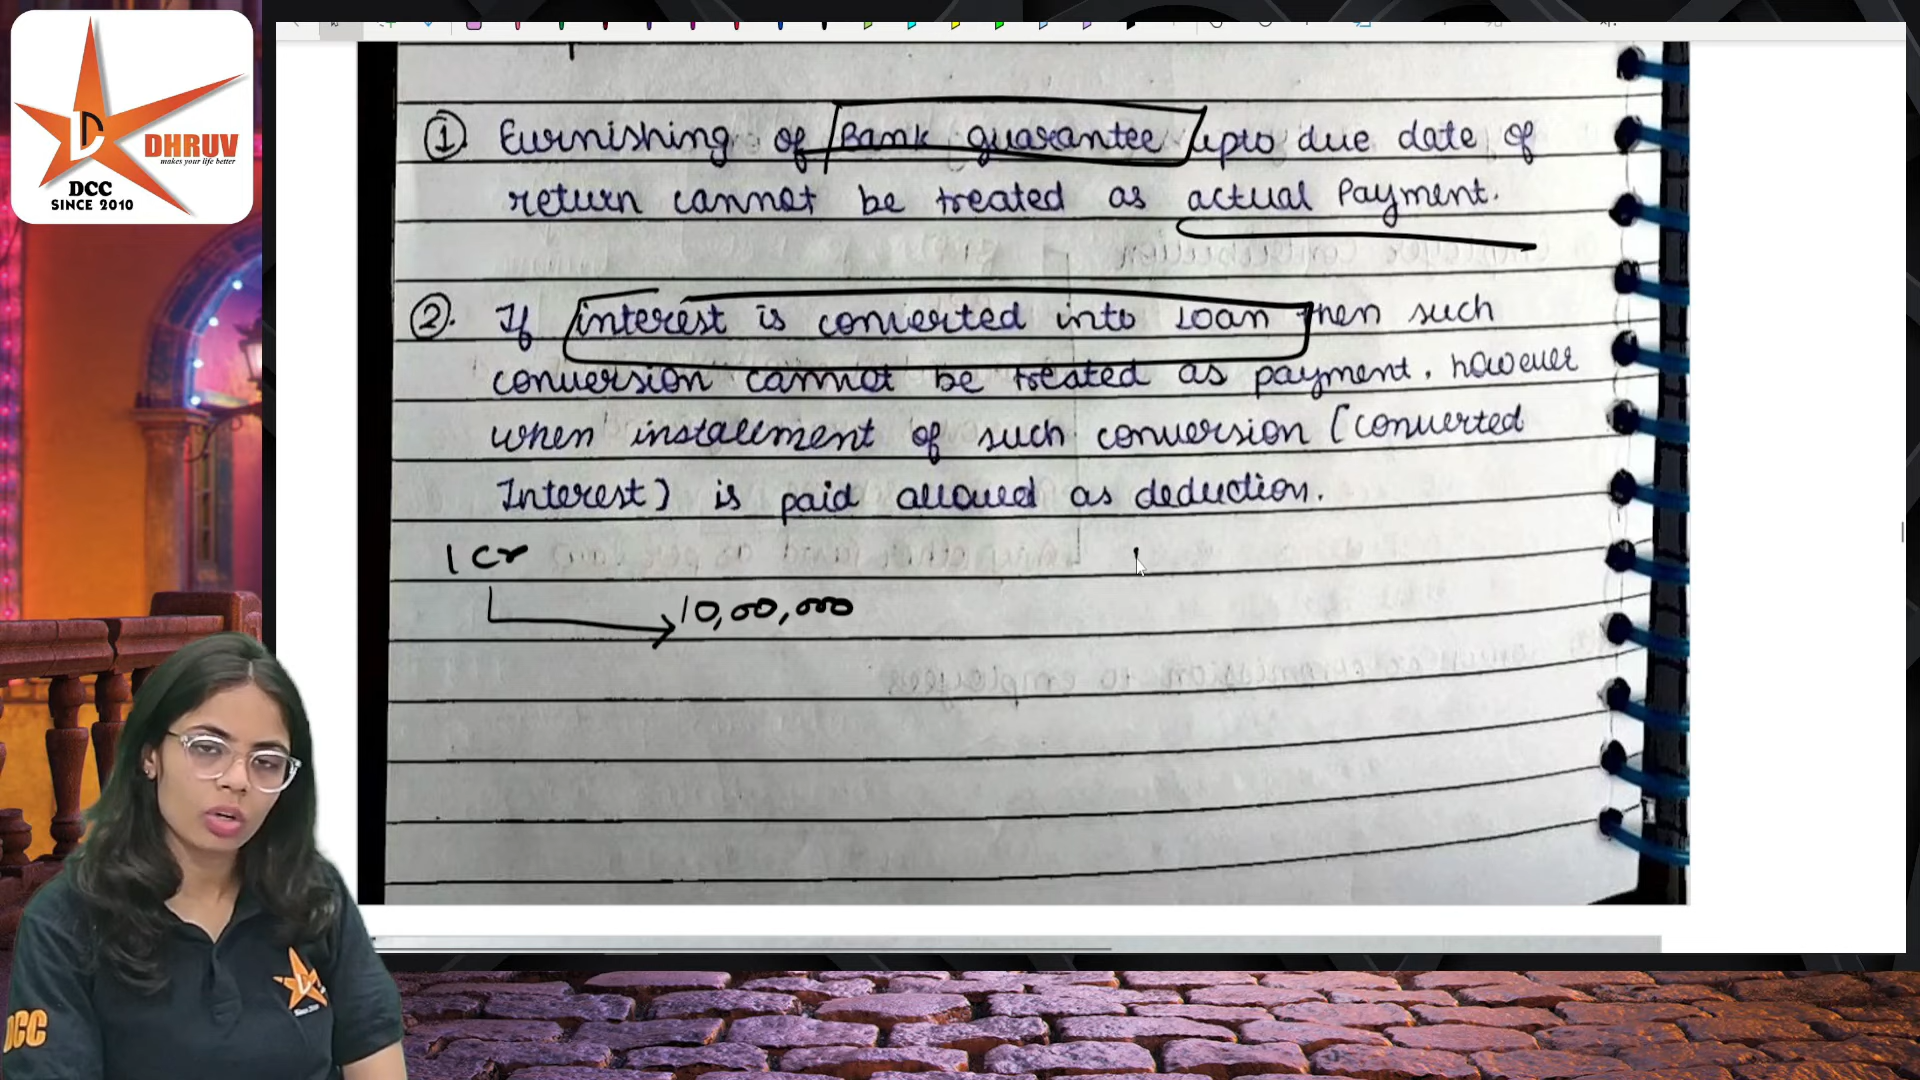 DHRUV
makes your life better
DCC
SINCE 2010
① Furnishing of Bank guarantee upto due date of
return cannot be treated as actual Payment.
②. If interest is converted into Loan then such
conversion cannot be treated as payment. however
when installment of such conversion [converted
Interest] is paid allowed as deduction.
1 Cr
10,00,000
DCC